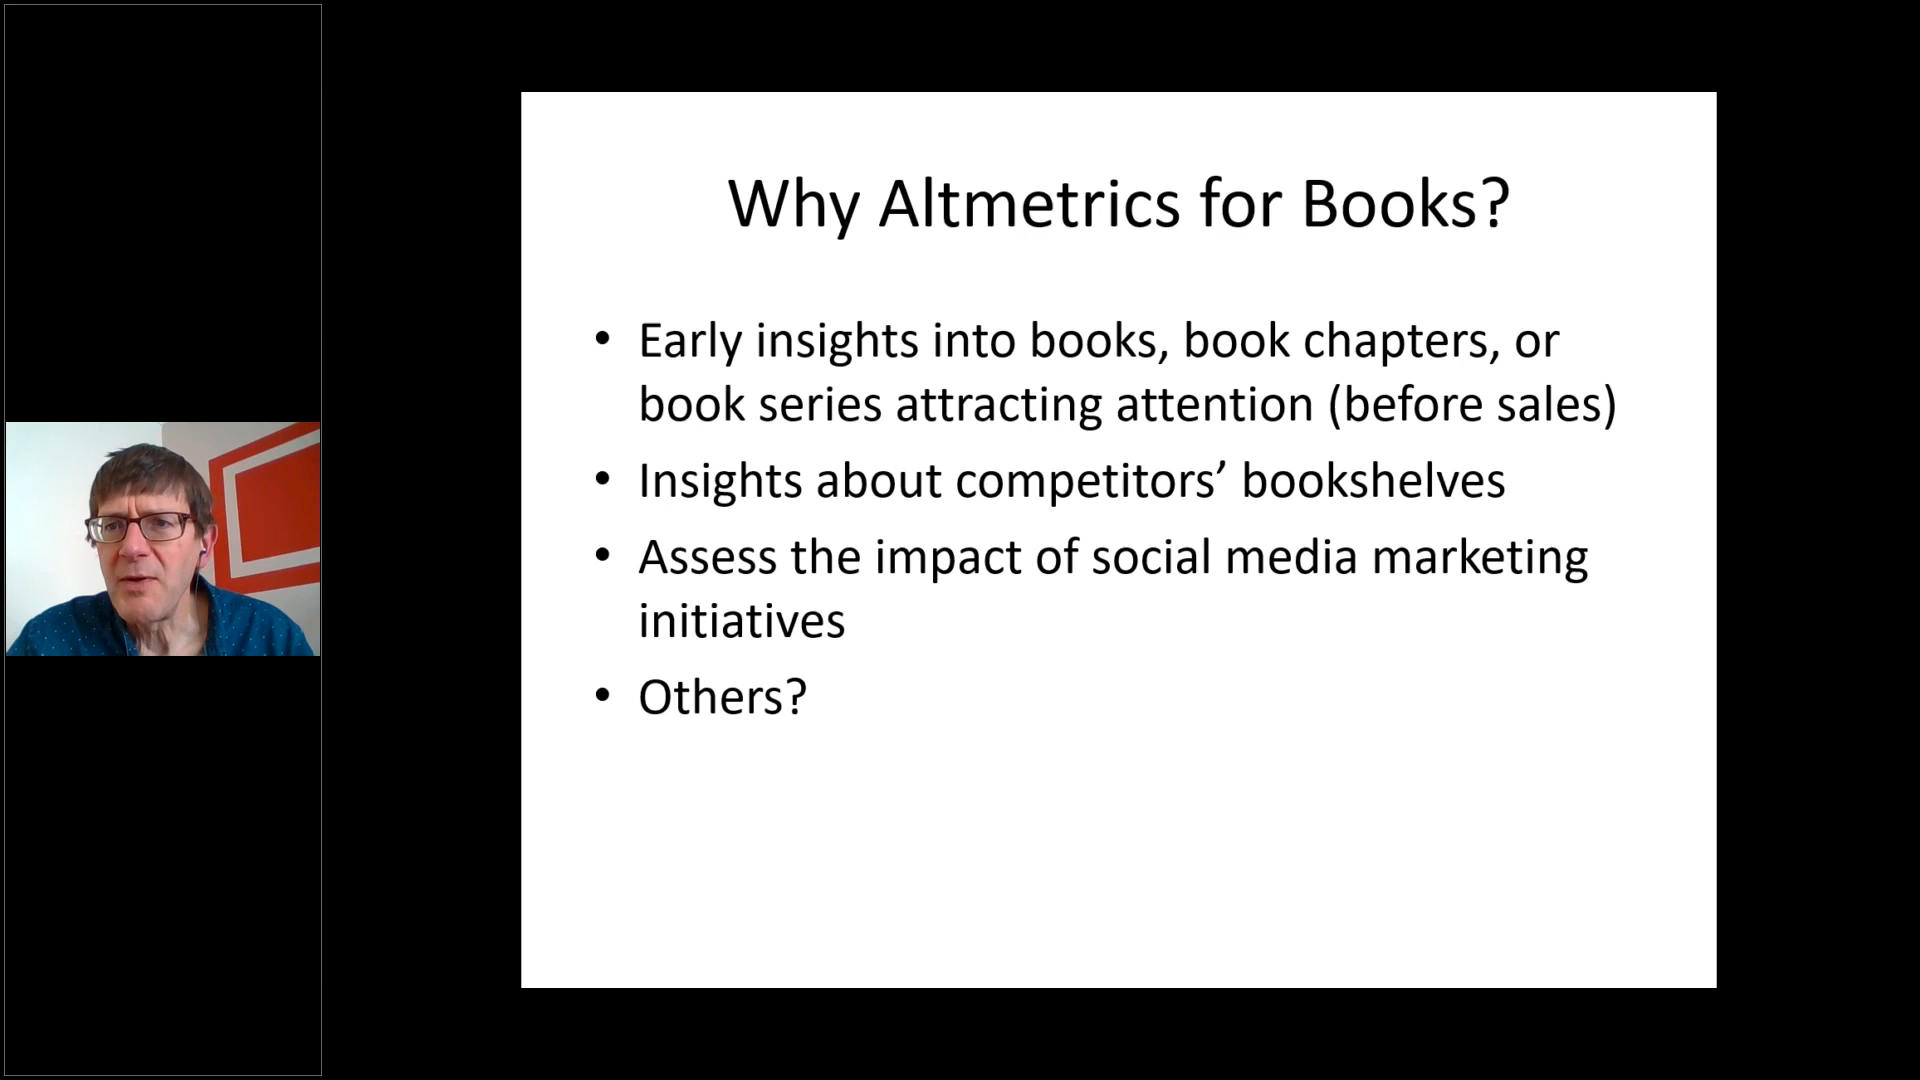 Why Altmetrics for Books?
• Early insights into books, book chapters, or
book series attracting attention (before sales)
• Insights about competitors’ bookshelves
• Assess the impact of social media marketing
initiatives
• Others?